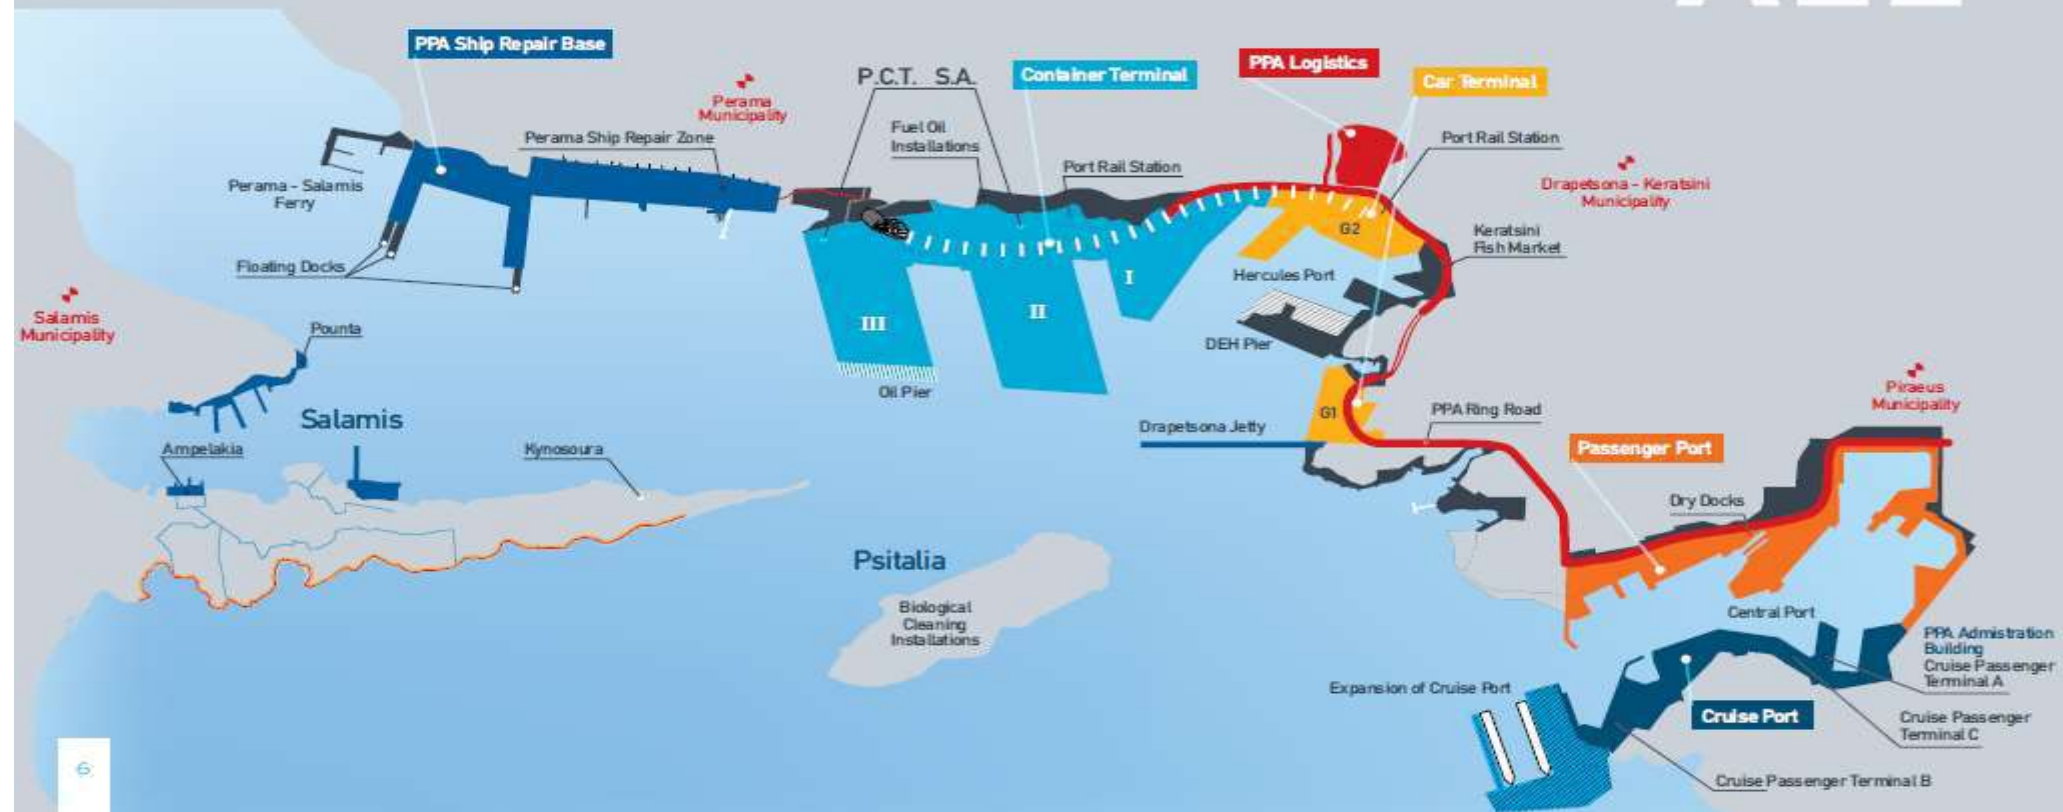 PPA Ship Repair Base
P.C.T. S.A.
Container Terminal
PPA Logistics
Car Terminal
Perama
Municipality
Perama Ship Repair Zone
Fuel Oil
Installations
Port Rail Station
Port Rail Station
Drapetsona - Keratsini
Municipality
Perama - Salamis
Ferry
G2
Keratsini
Fish Market
Floating Docks
Hercules Port
I
II
III
Salamis
Municipality
Pounta
DEH Pier
Oil Pier
Piraeus
Municipality
Salamis
G1
PPA Ring Road
Drapetsona Jetty
Ampelakia
Kynosoura
Passenger Port
Dry Docks
Psitalia
Biological
Cleaning
Installations
Central Port
PPA Admistration
Building
Cruise Passenger
Terminal A
Expansion of Cruise Port
Cruise Port
Cruise Passenger
Terminal C
Cruise Passenger Terminal B
6